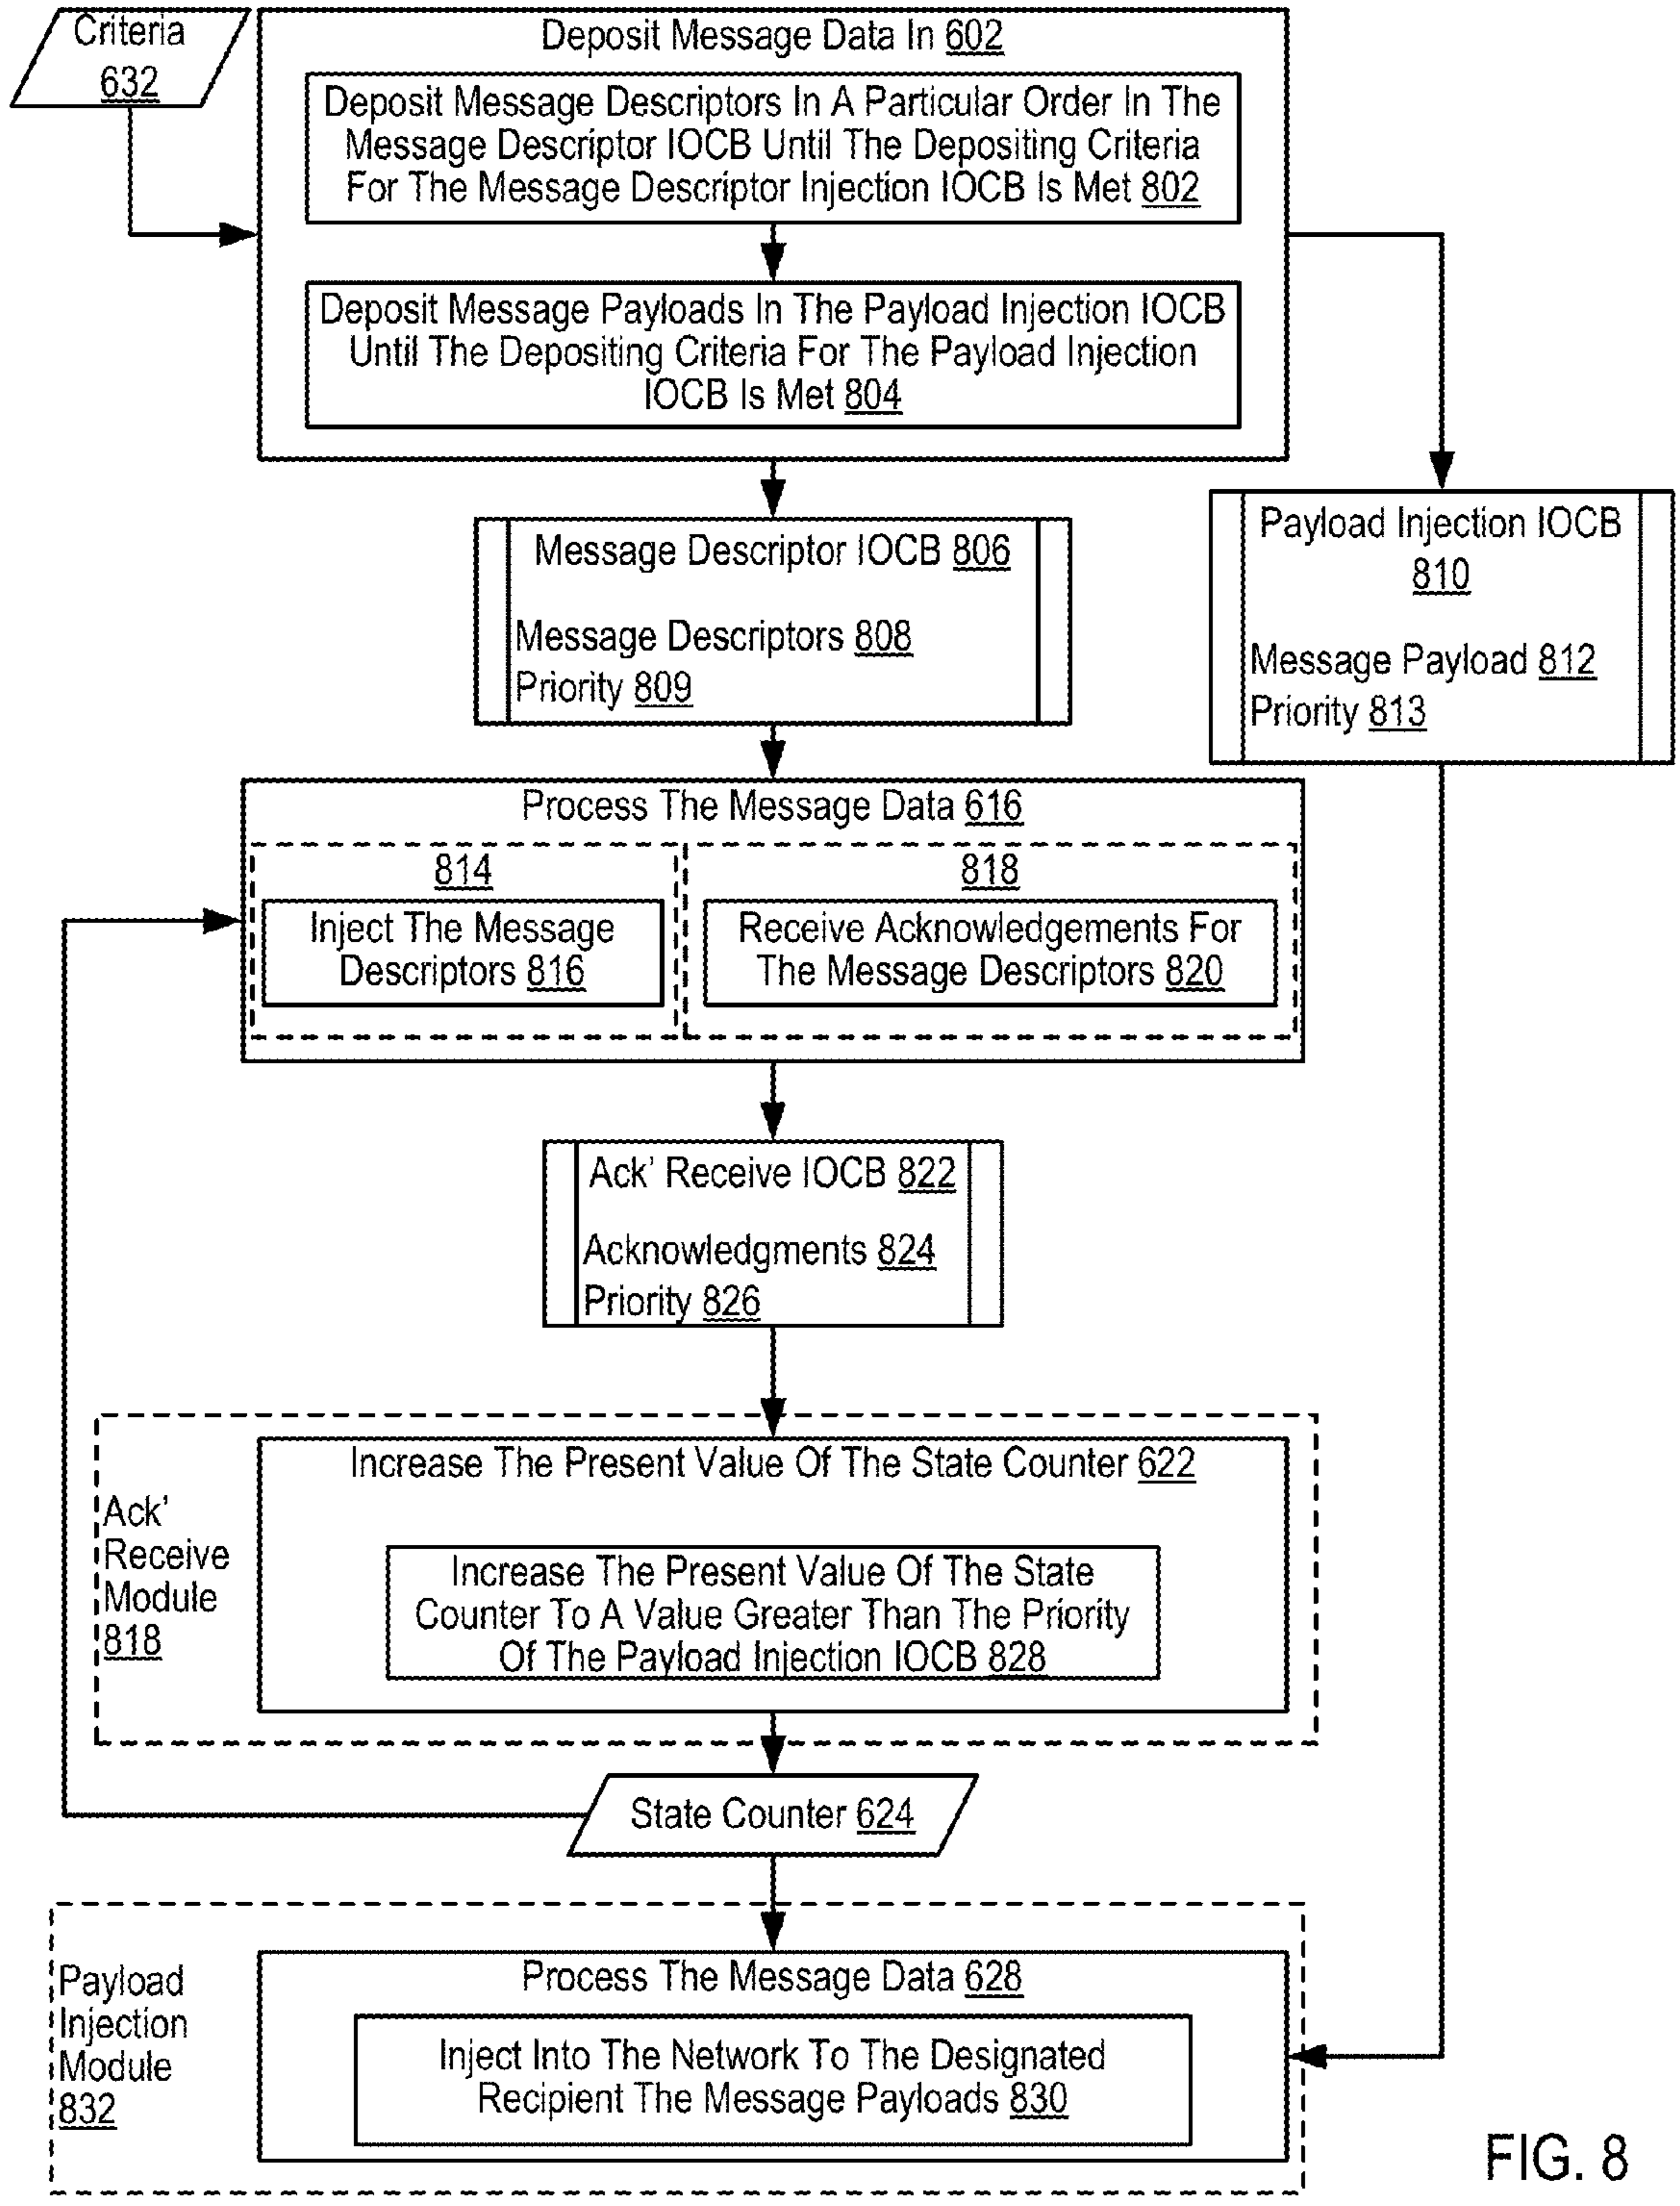 Criteria
632
Deposit Message Data In 602
Deposit Message Descriptors In A Particular Order In The
Message Descriptor IOCB Until The Depositing Criteria
For The Message Descriptor Injection IOCB Is Met 802
Deposit Message Payloads In The Payload Injection IOCB
Until The Depositing Criteria For The Payload Injection
IOCB Is Met 804
Message Descriptor IOCB 806
Message Descriptors 808
Priority 809
Payload Injection IOCB
810
Message Payload 812
Priority 813
Process The Message Data 616
814
Inject The Message
Descriptors 816
818
Receive Acknowledgements For
The Message Descriptors 820
Ack' Receive IOCB 822
Acknowledgments 824
Priority 826
Ack'
Receive
Module
818
Increase The Present Value Of The State Counter 622
Increase The Present Value Of The State
Counter To A Value Greater Than The Priority
Of The Payload Injection IOCB 828
State Counter 624
Payload
Injection
Module
832
Process The Message Data 628
Inject Into The Network To The Designated
Recipient The Message Payloads 830
FIG. 8